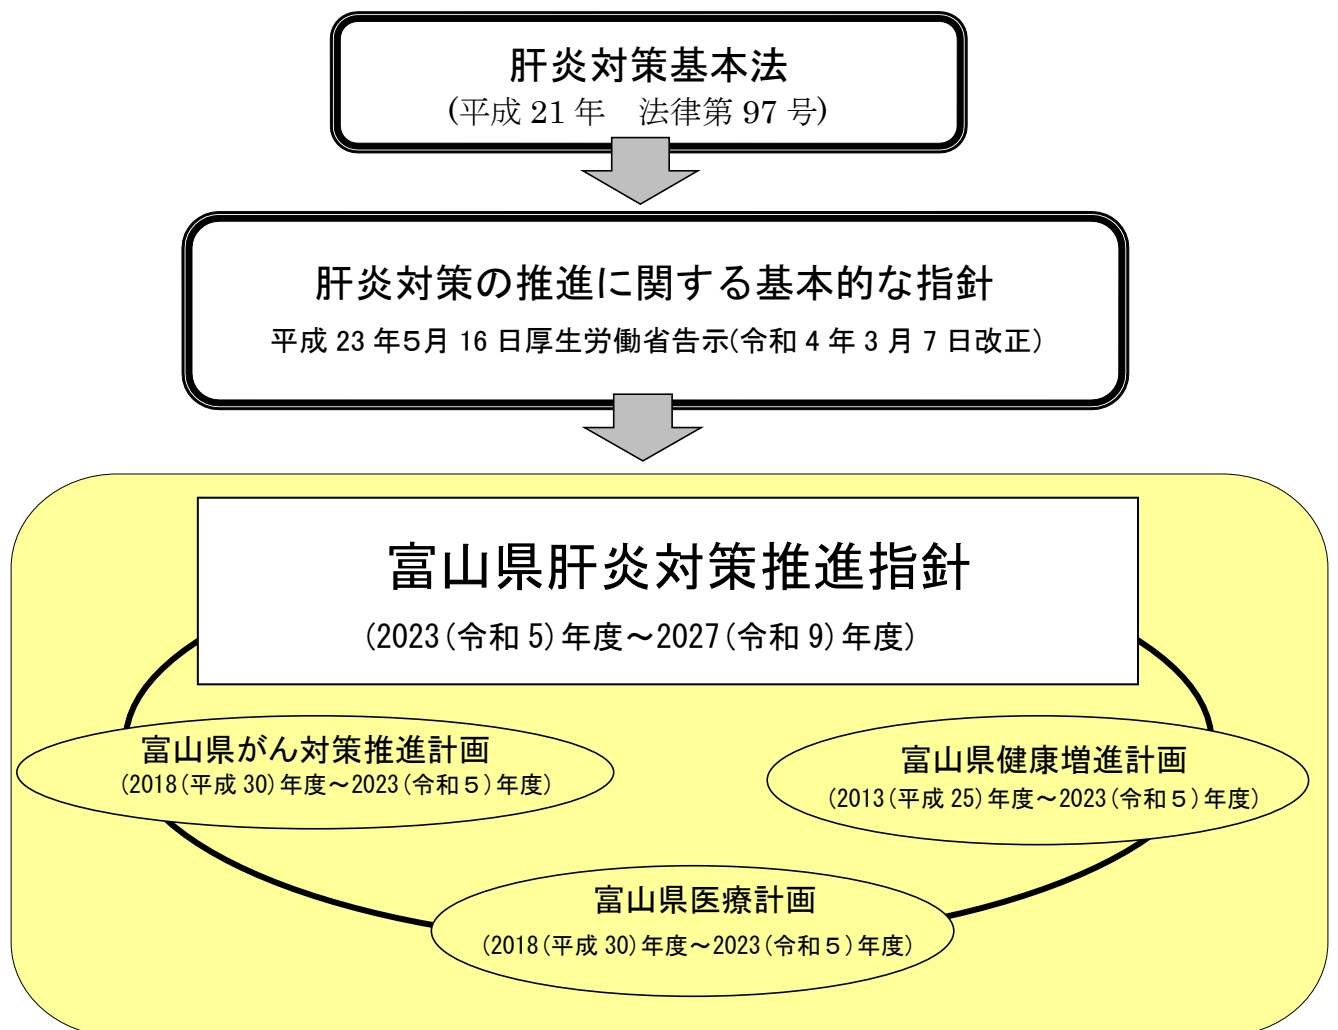 肝炎対策基本法
(平成 21 年　法律第 97 号)
肝炎対策の推進に関する基本的な指針
平成 23 年5月 16 日厚生労働省告示(令和 4 年 3 月 7 日改正)
富山県肝炎対策推進指針
(2023(令和 5)年度～2027(令和 9)年度)
富山県がん対策推進計画
(2018(平成 30)年度～2023(令和５)年度)
富山県健康増進計画
(2013(平成 25)年度～2023(令和５)年度)
富山県医療計画
(2018(平成 30)年度～2023(令和５)年度)